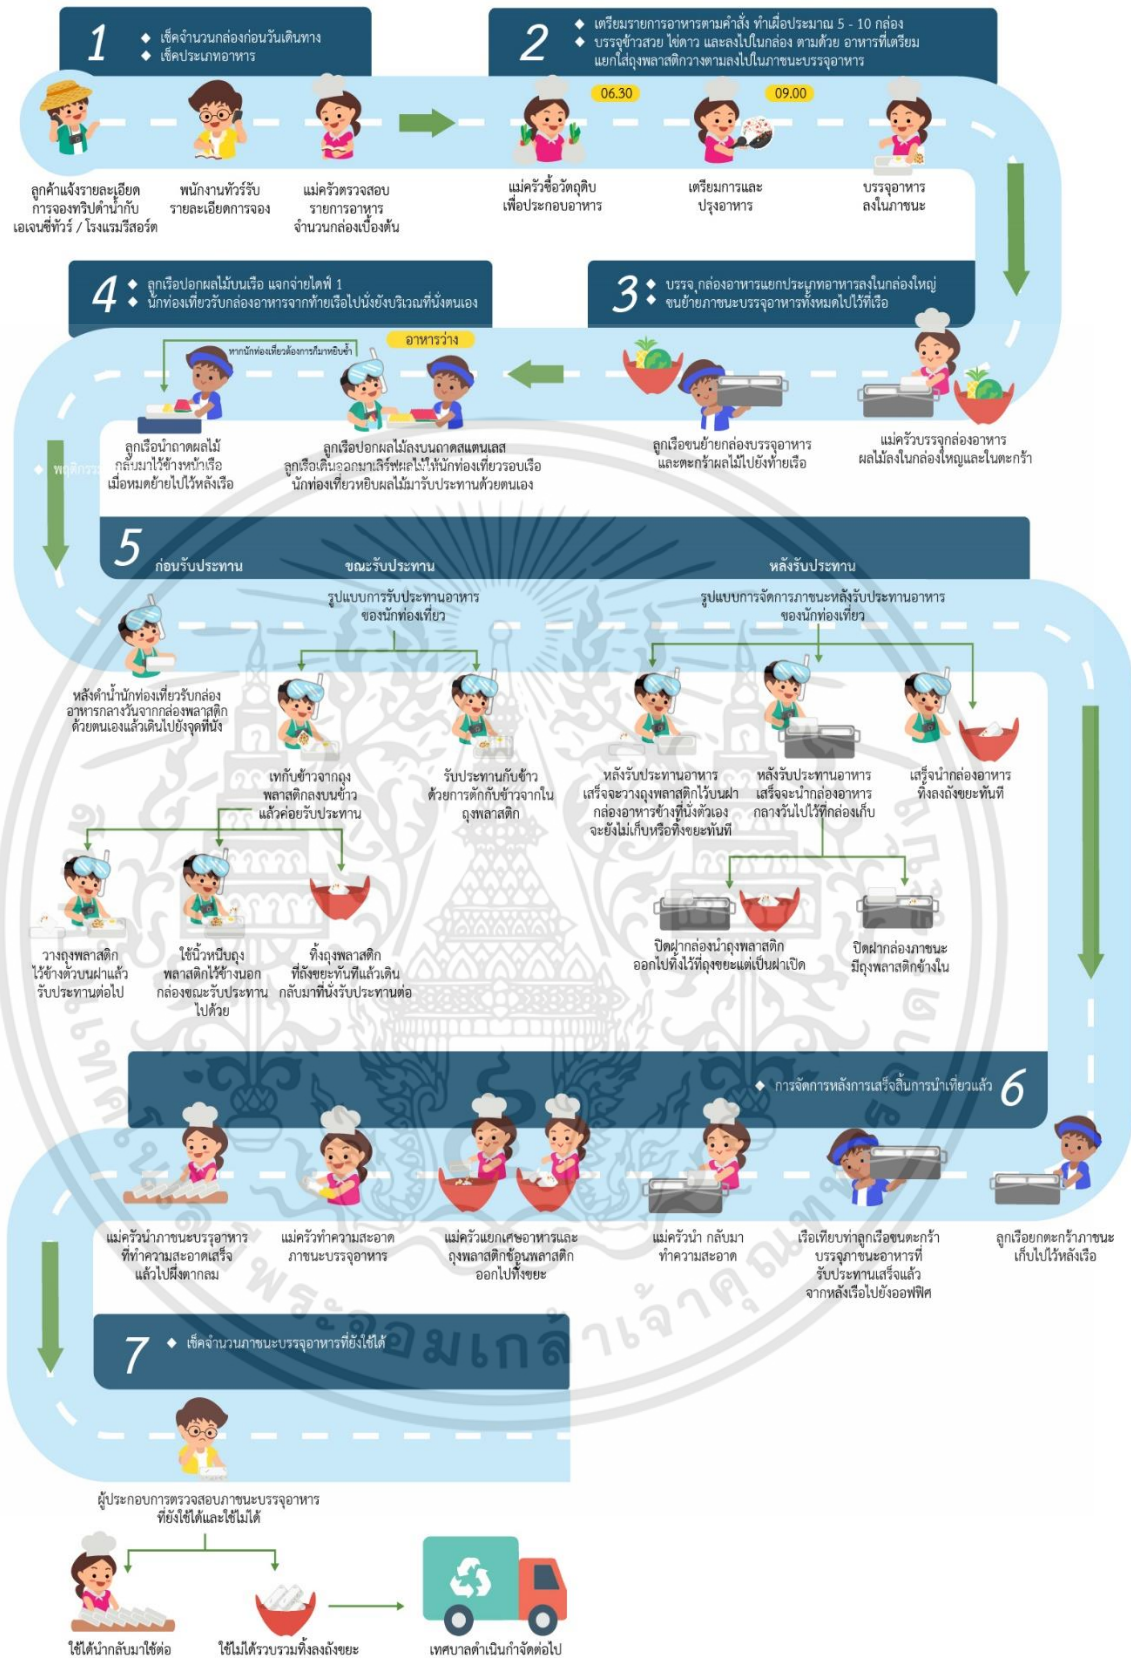 1
◆ เช็คจำนวนกล่องก่อนวันเดินทาง
◆ เช็คประเภทอาหาร
ลูกค้าแจ้งรายละเอียด
การจองทริปดำน้ำกับ
เอเจนซี่ทัวร์ / โรงแรมรีสอร์ต
พนักงานทัวร์รับ
รายละเอียดการจอง
แม่ครัวตรวจสอบ
รายการอาหาร
จำนวนกล่องเบื้องต้น
2
◆ เตรียมรายการอาหารตามคำสั่ง ทำเผื่อประมาณ 5 - 10 กล่อง
◆ บรรจุข้าวสวย ไข่ดาว และลงไปในกล่อง ตามด้วย อาหารที่เตรียม
แยกใส่ถุงพลาสติกวางตามลงไปในภาชนะบรรจุอาหาร
06.30
09.00
แม่ครัวซื้อวัตถุดิบ
เพื่อประกอบอาหาร
เตรียมการและ
ปรุงอาหาร
บรรจุอาหาร
ลงในภาชนะ
3
◆ บรรจุ กล่องอาหารแยกประเภทอาหารลงในกล่องใหญ่
◆ ขนย้ายภาชนะบรรจุอาหารทั้งหมดไปไว้ที่เรือ
แม่ครัวบรรจุกล่องอาหาร
ผลไม้ลงในกล่องใหญ่และในตะกร้า
ลูกเรือขนย้ายกล่องบรรจุอาหาร
และตะกร้าผลไม้ไปยังท้ายเรือ
4
◆ ลูกเรือปอกผลไม้บนเรือ แจกจ่ายไดฟ์ 1
◆ นักท่องเที่ยวรับกล่องอาหารจากท้ายเรือไปนั่งยังบริเวณที่นั่งตนเอง
อาหารว่าง
หากนักท่องเที่ยวต้องการก็มาหยิบซ้ำ
ลูกเรือปอกผลไม้ลงบนถาดสแตนเลส
ลูกเรือเดินออกมาเสิร์ฟผลไม้ให้นักท่องเที่ยวรอบเรือ
นักท่องเที่ยวหยิบผลไม้มารับประทานด้วยตนเอง
ลูกเรือนำถาดผลไม้
กลับมาไว้ข้างหน้าเรือ
เมื่อหมดย้ายไปไว้หลังเรือ
◆ พฤติกรรม
5
ก่อนรับประทาน
ขณะรับประทาน
หลังรับประทาน
หลังดำน้ำนักท่องเที่ยวรับกล่อง
อาหารกลางวันจากกล่องพลาสติก
ด้วยตนเองแล้วเดินไปยังจุดที่นั่ง
รูปแบบการรับประทานอาหาร
ของนักท่องเที่ยว
เทกับข้าวจากถุง
พลาสติกลงบนข้าว
แล้วค่อยรับประทาน
รับประทานกับข้าว
ด้วยการตักกับข้าวจากใน
ถุงพลาสติก
วางถุงพลาสติก
ไว้ข้างตัวบนฝาแล้ว
รับประทานต่อไป
ใช้นิ้วหนีบถุง
พลาสติกไว้ข้างนอก
กล่องขณะรับประทาน
ไปด้วย
ทิ้งถุงพลาสติก
ที่ถังขยะทันทีแล้วเดิน
กลับมาที่นั่งรับประทานต่อ
รูปแบบการจัดการภาชนะหลังรับประทานอาหาร
ของนักท่องเที่ยว
หลังรับประทานอาหาร
เสร็จจะวางถุงพลาสติกไว้บนฝา
กล่องอาหารข้างที่นั่งตัวเอง
จะยังไม่เก็บหรือทิ้งขยะทันที
หลังรับประทานอาหาร
เสร็จจะนำกล่องอาหาร
กลางวันไปไว้ที่กล่องเก็บ
เสร็จนำกล่องอาหาร
ทิ้งลงถังขยะทันที
ปิดฝากล่องนำถุงพลาสติก
ออกไปทิ้งไว้ที่ถุงขยะแต่เป็นฝาเปิด
ปิดฝากล่องภาชนะ
มีถุงพลาสติกข้างใน
6
◆ การจัดการหลังการเสร็จสิ้นการนำเที่ยวแล้ว
ลูกเรือยกตะกร้าภาชนะ
เก็บไปไว้หลังเรือ
เรือเทียบท่าลูกเรือขนตะกร้า
บรรจุภาชนะอาหารที่
รับประทานเสร็จแล้ว
จากหลังเรือไปยังออฟฟิศ
แม่ครัวนำ กลับมา
ทำความสะอาด
แม่ครัวแยกเศษอาหารและ
ถุงพลาสติกช้อนพลาสติก
ออกไปทิ้งขยะ
แม่ครัวทำความสะอาด
ภาชนะบรรจุอาหาร
แม่ครัวนำภาชนะบรรจุอาหาร
ที่ทำความสะอาดเสร็จ
แล้วไปผึ่งตากลม
7
◆ เช็คจำนวนภาชนะบรรจุอาหารที่ยังใช้ได้
ผู้ประกอบการตรวจสอบภาชนะบรรจุอาหาร
ที่ยังใช้ได้และใช้ไม่ได้
ใช้ได้นำกลับมาใช้ต่อ
ใช้ไม่ได้รวบรวมทิ้งลงถังขยะ
เทศบาลดำเนินกำจัดต่อไป